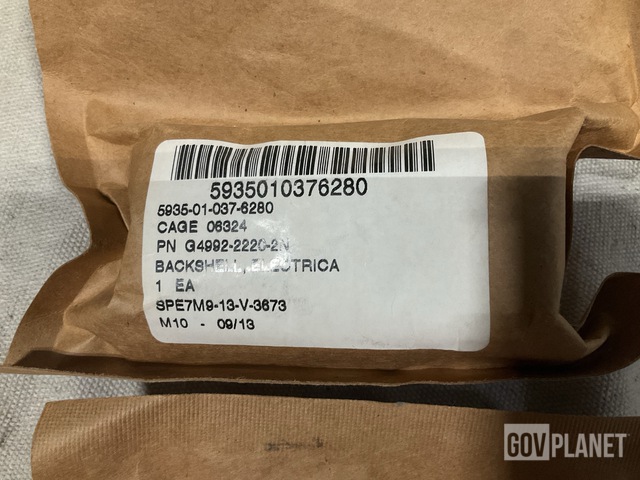 5935010376280
5935-01-037-6280
CAGE 06324
PN G4992-2220-2N
BACKSHELL, ELECTRICA
1 EA
SPE7M9-13-V-3673
M10 - 09/13
GOVPLANET